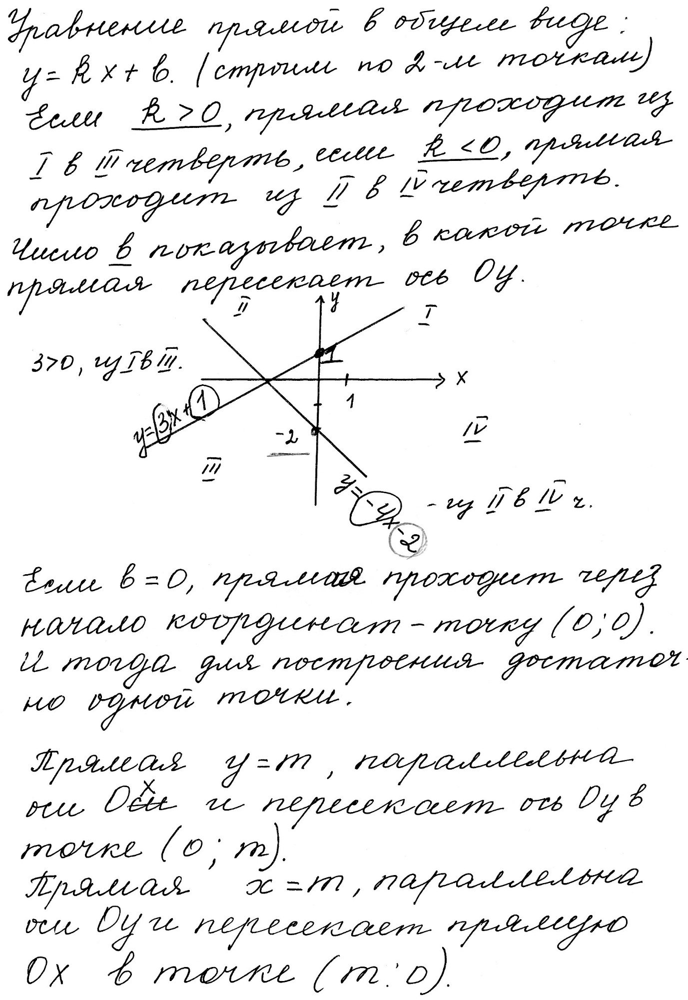 Уравнение прямой в общем виде:
y = kx + b. (строим по 2-м точкам)
Если k > 0, прямая проходит из
I в III четверть, если k < 0, прямая
проходит из II в IV четверть.
Число b показывает, в какой точке
прямая пересекает ось Oy.
II y I
3>0, из I в III.
1
x
1
y=3x+1
-2
IV
III
y=-4x-2
- из II в IV ч.
Если b = 0, прямая проходит через
начало координат - точку (0;0).
И тогда для построения достаточ-
но одной точки.
Прямая y = m, параллельна
оси Ox и пересекает ось Oy в
точке (0; m).
Прямая x = m, параллельна
оси Oy и пересекает прямую
Ox в точке (m; 0).